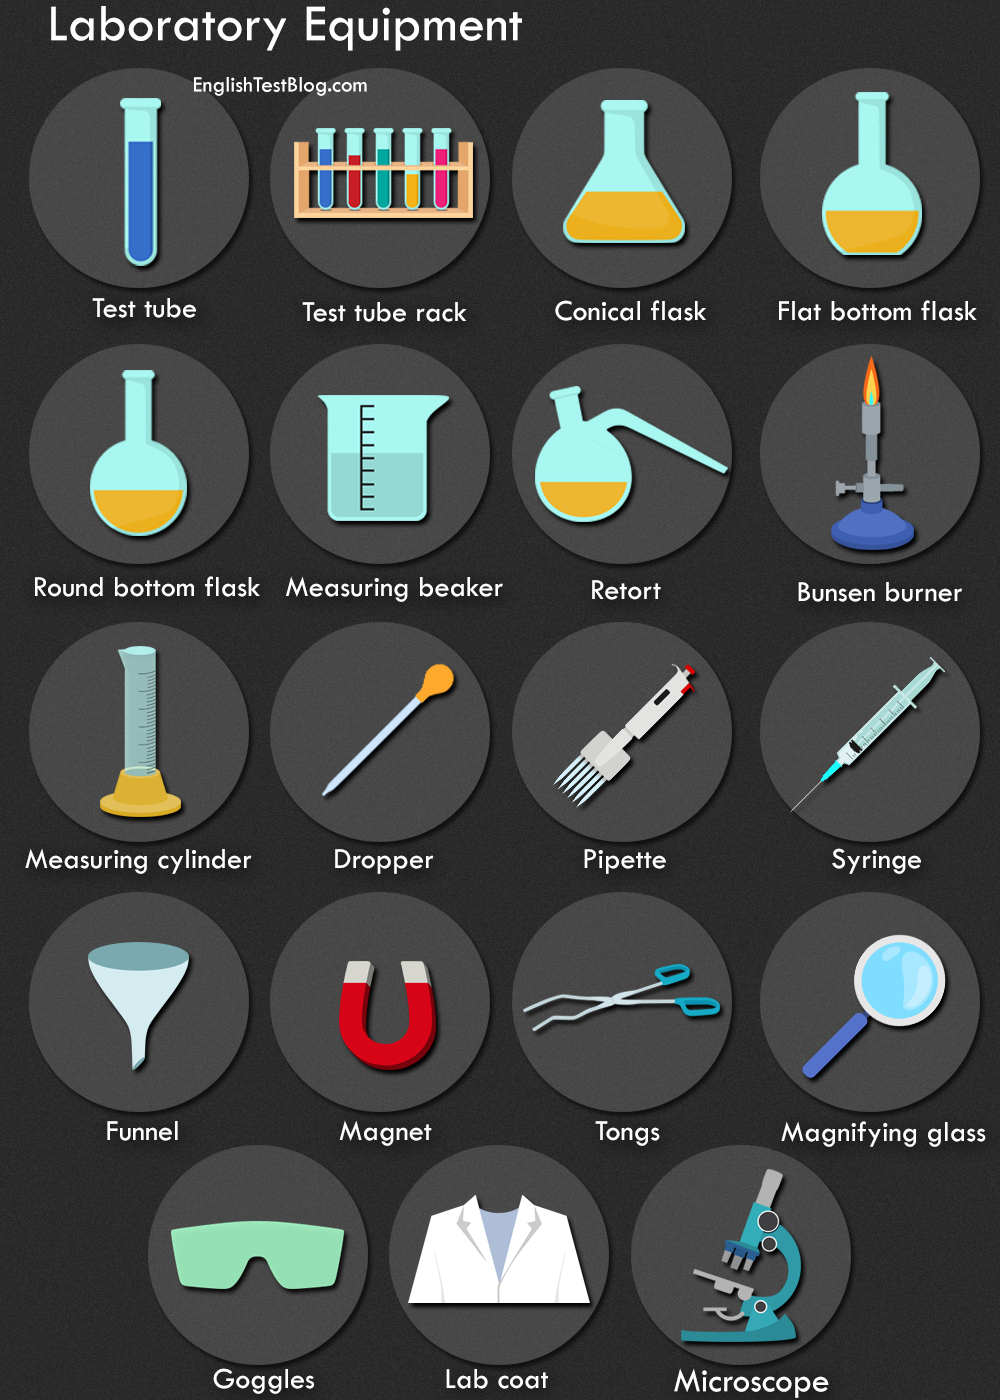 Laboratory Equipment
EnglishTestBlog.com
Test tube
Test tube rack
Conical flask
Flat bottom flask
Round bottom flask
Measuring beaker
Retort
Bunsen burner
Measuring cylinder
Dropper
Pipette
Syringe
Funnel
Magnet
Tongs
Magnifying glass
Goggles
Lab coat
Microscope